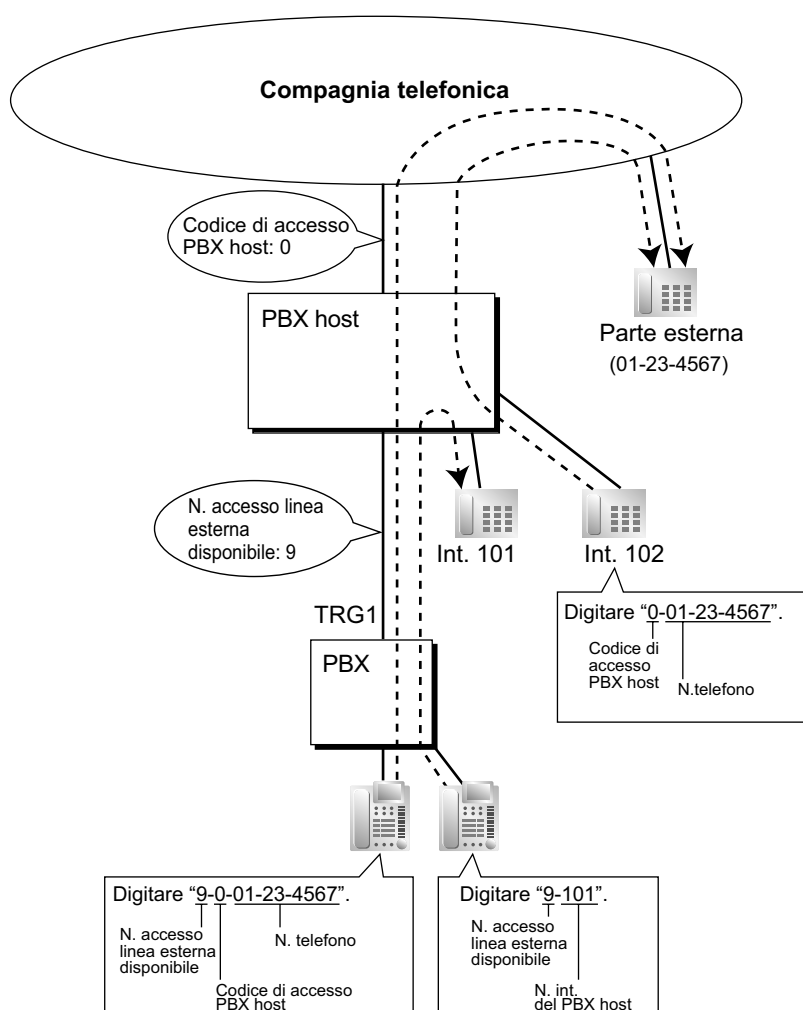 Compagnia telefonica
Codice di accesso
PBX host: 0
PBX host
Parte esterna
(01-23-4567)
N. accesso linea
esterna
disponibile: 9
Int. 101
Int. 102
TRG1
PBX
Digitare “0-01-23-4567”.
Codice di
accesso
PBX host
N.telefono
Digitare “9-0-01-23-4567”.
N. accesso
linea esterna
disponibile
N. telefono
Codice di accesso
PBX host
Digitare “9-101”.
N. accesso
linea esterna
disponibile
N. int.
del PBX host